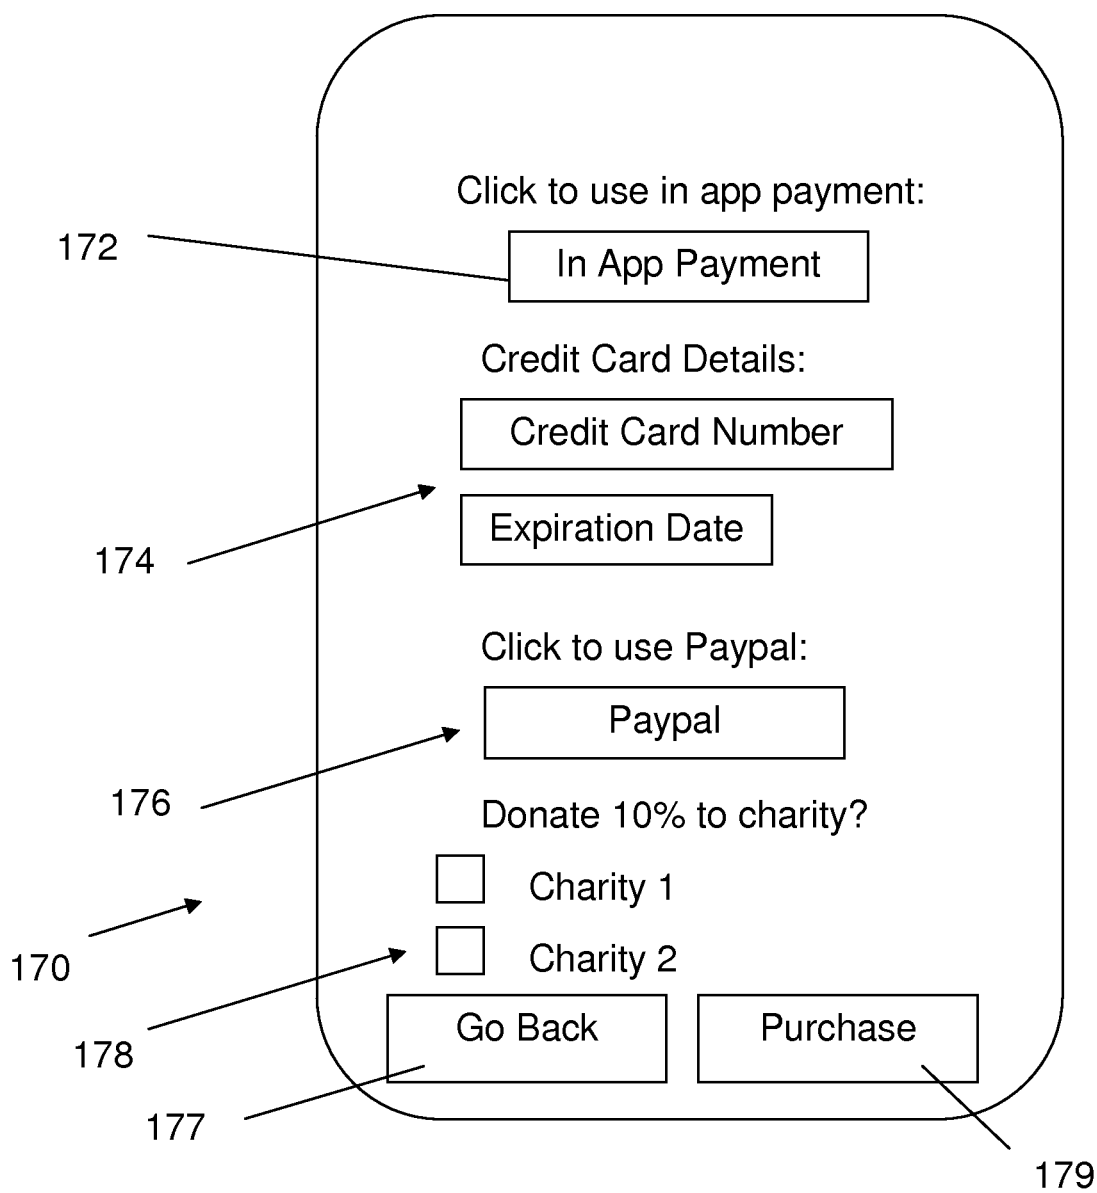 Click to use in app payment:
172
In App Payment
Credit Card Details:
Credit Card Number
174
Expiration Date
Click to use Paypal:
Paypal
176
Donate 10% to charity?
Charity 1
170
Charity 2
178
Go Back
Purchase
177
179